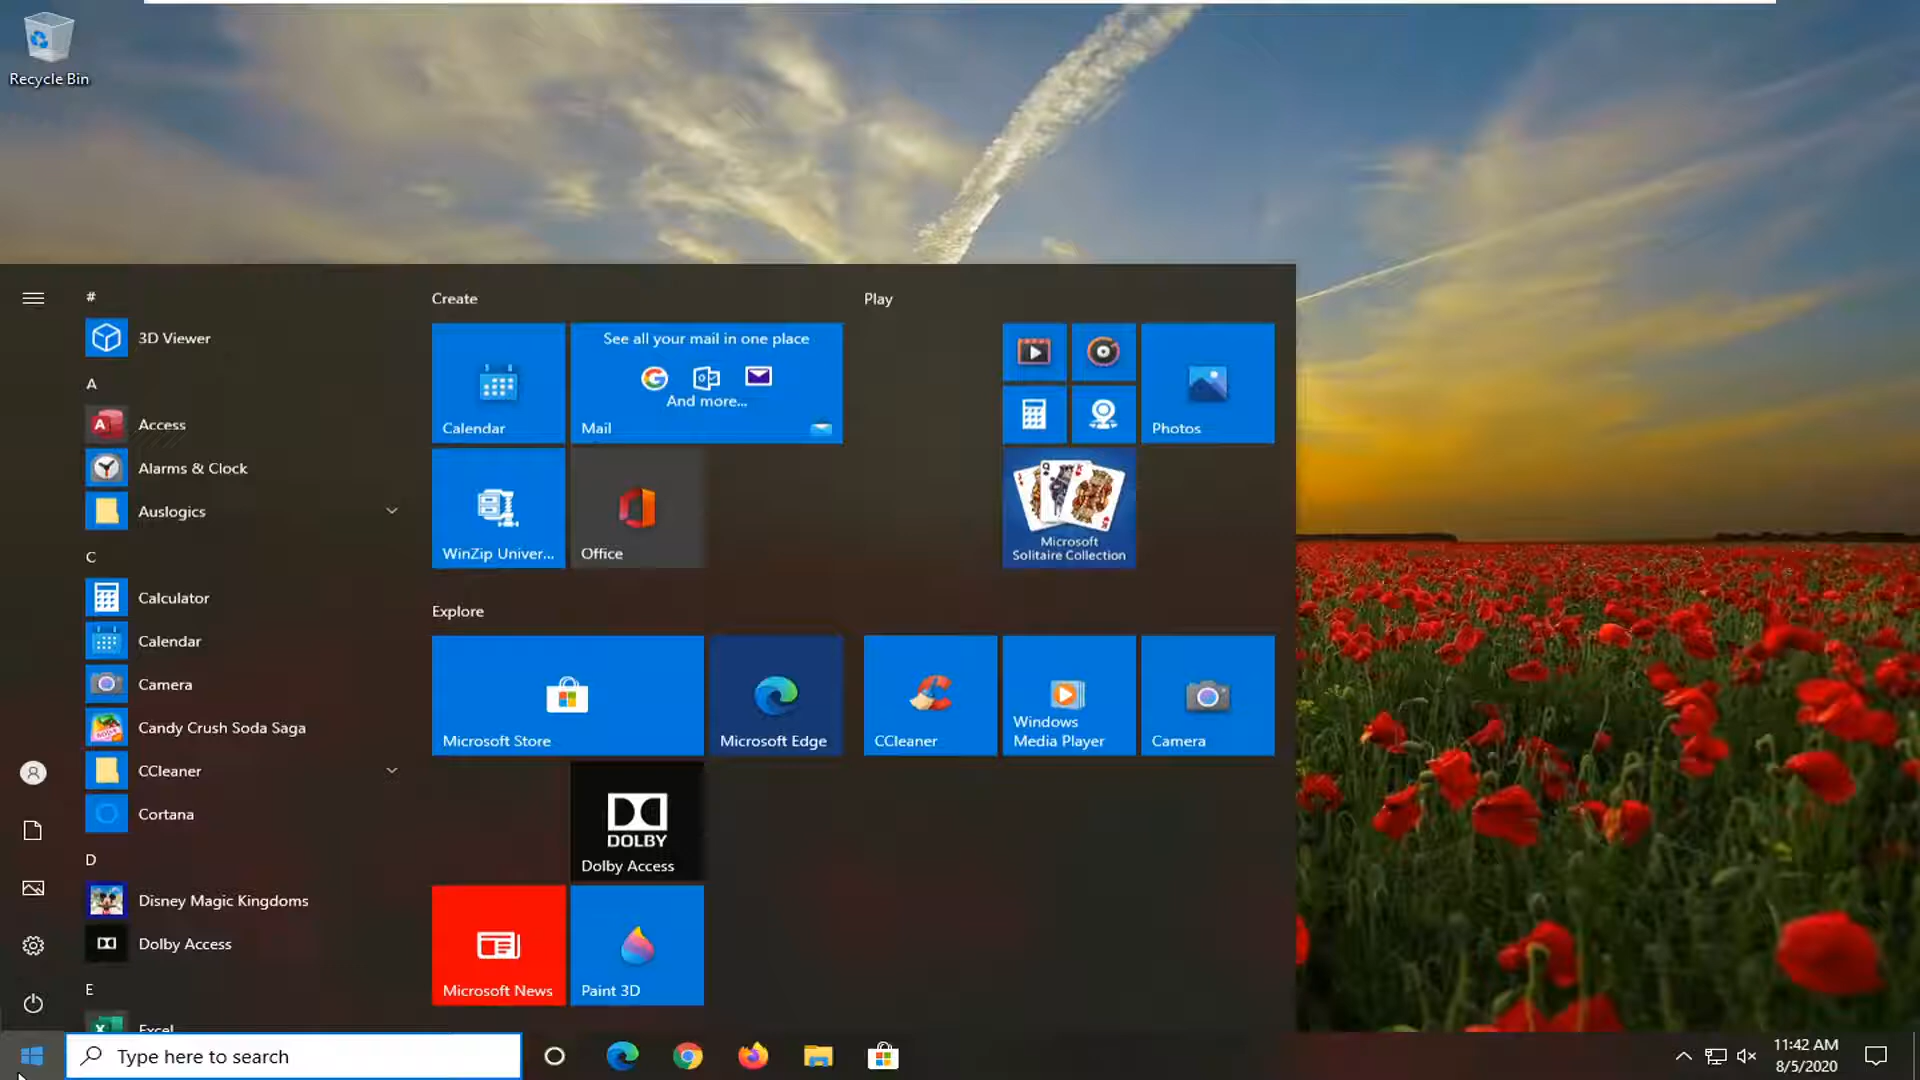 Recycle Bin
#
3D Viewer
A
Access
Alarms & Clock
Auslogics
C
Calculator
Calendar
Camera
Candy Crush Soda Saga
CCleaner
Cortana
D
Disney Magic Kingdoms
Dolby Access
E
Excel
Create
Calendar
See all your mail in one place
And more...
Mail
WinZip Univer...
Office
Play
Photos
Microsoft
Solitaire Collection
Explore
Microsoft Store
Microsoft Edge
CCleaner
Windows
Media Player
Camera
DOLBY
Dolby Access
Microsoft News
Paint 3D
Type here to search
11:42 AM
8/5/2020